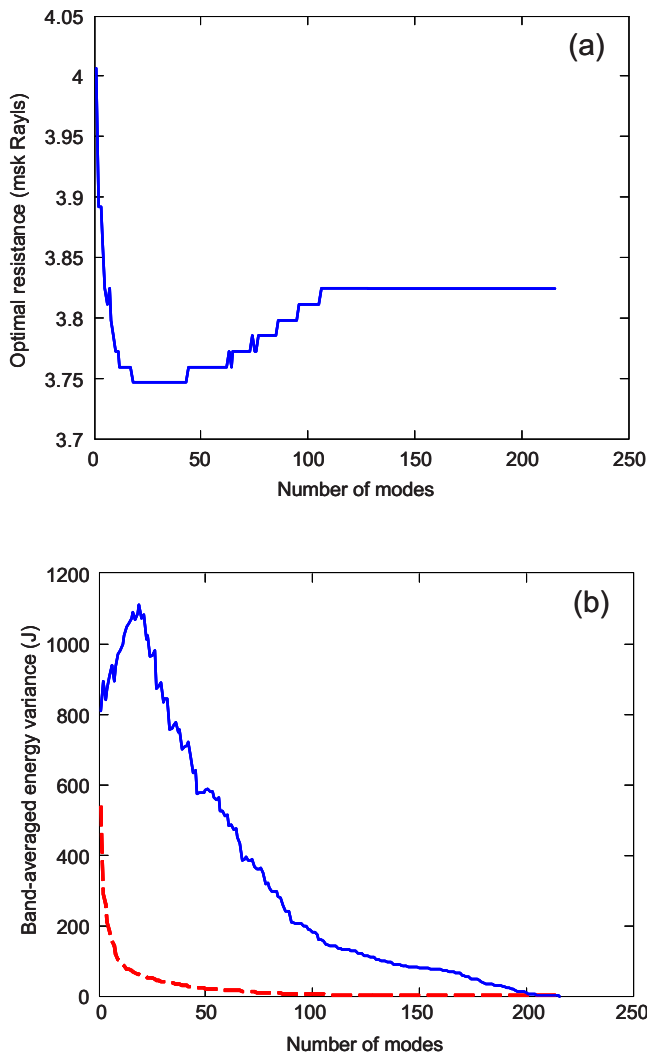 4.05
(a)
4
3.95
3.9
3.85
3.8
3.75
3.7
Optimal resistance (msk Rayls)
0 50 100 150 200 250
Number of modes
1200
(b)
1000
800
600
400
200
0
Band-averaged energy variance (J)
0 50 100 150 200 250
Number of modes